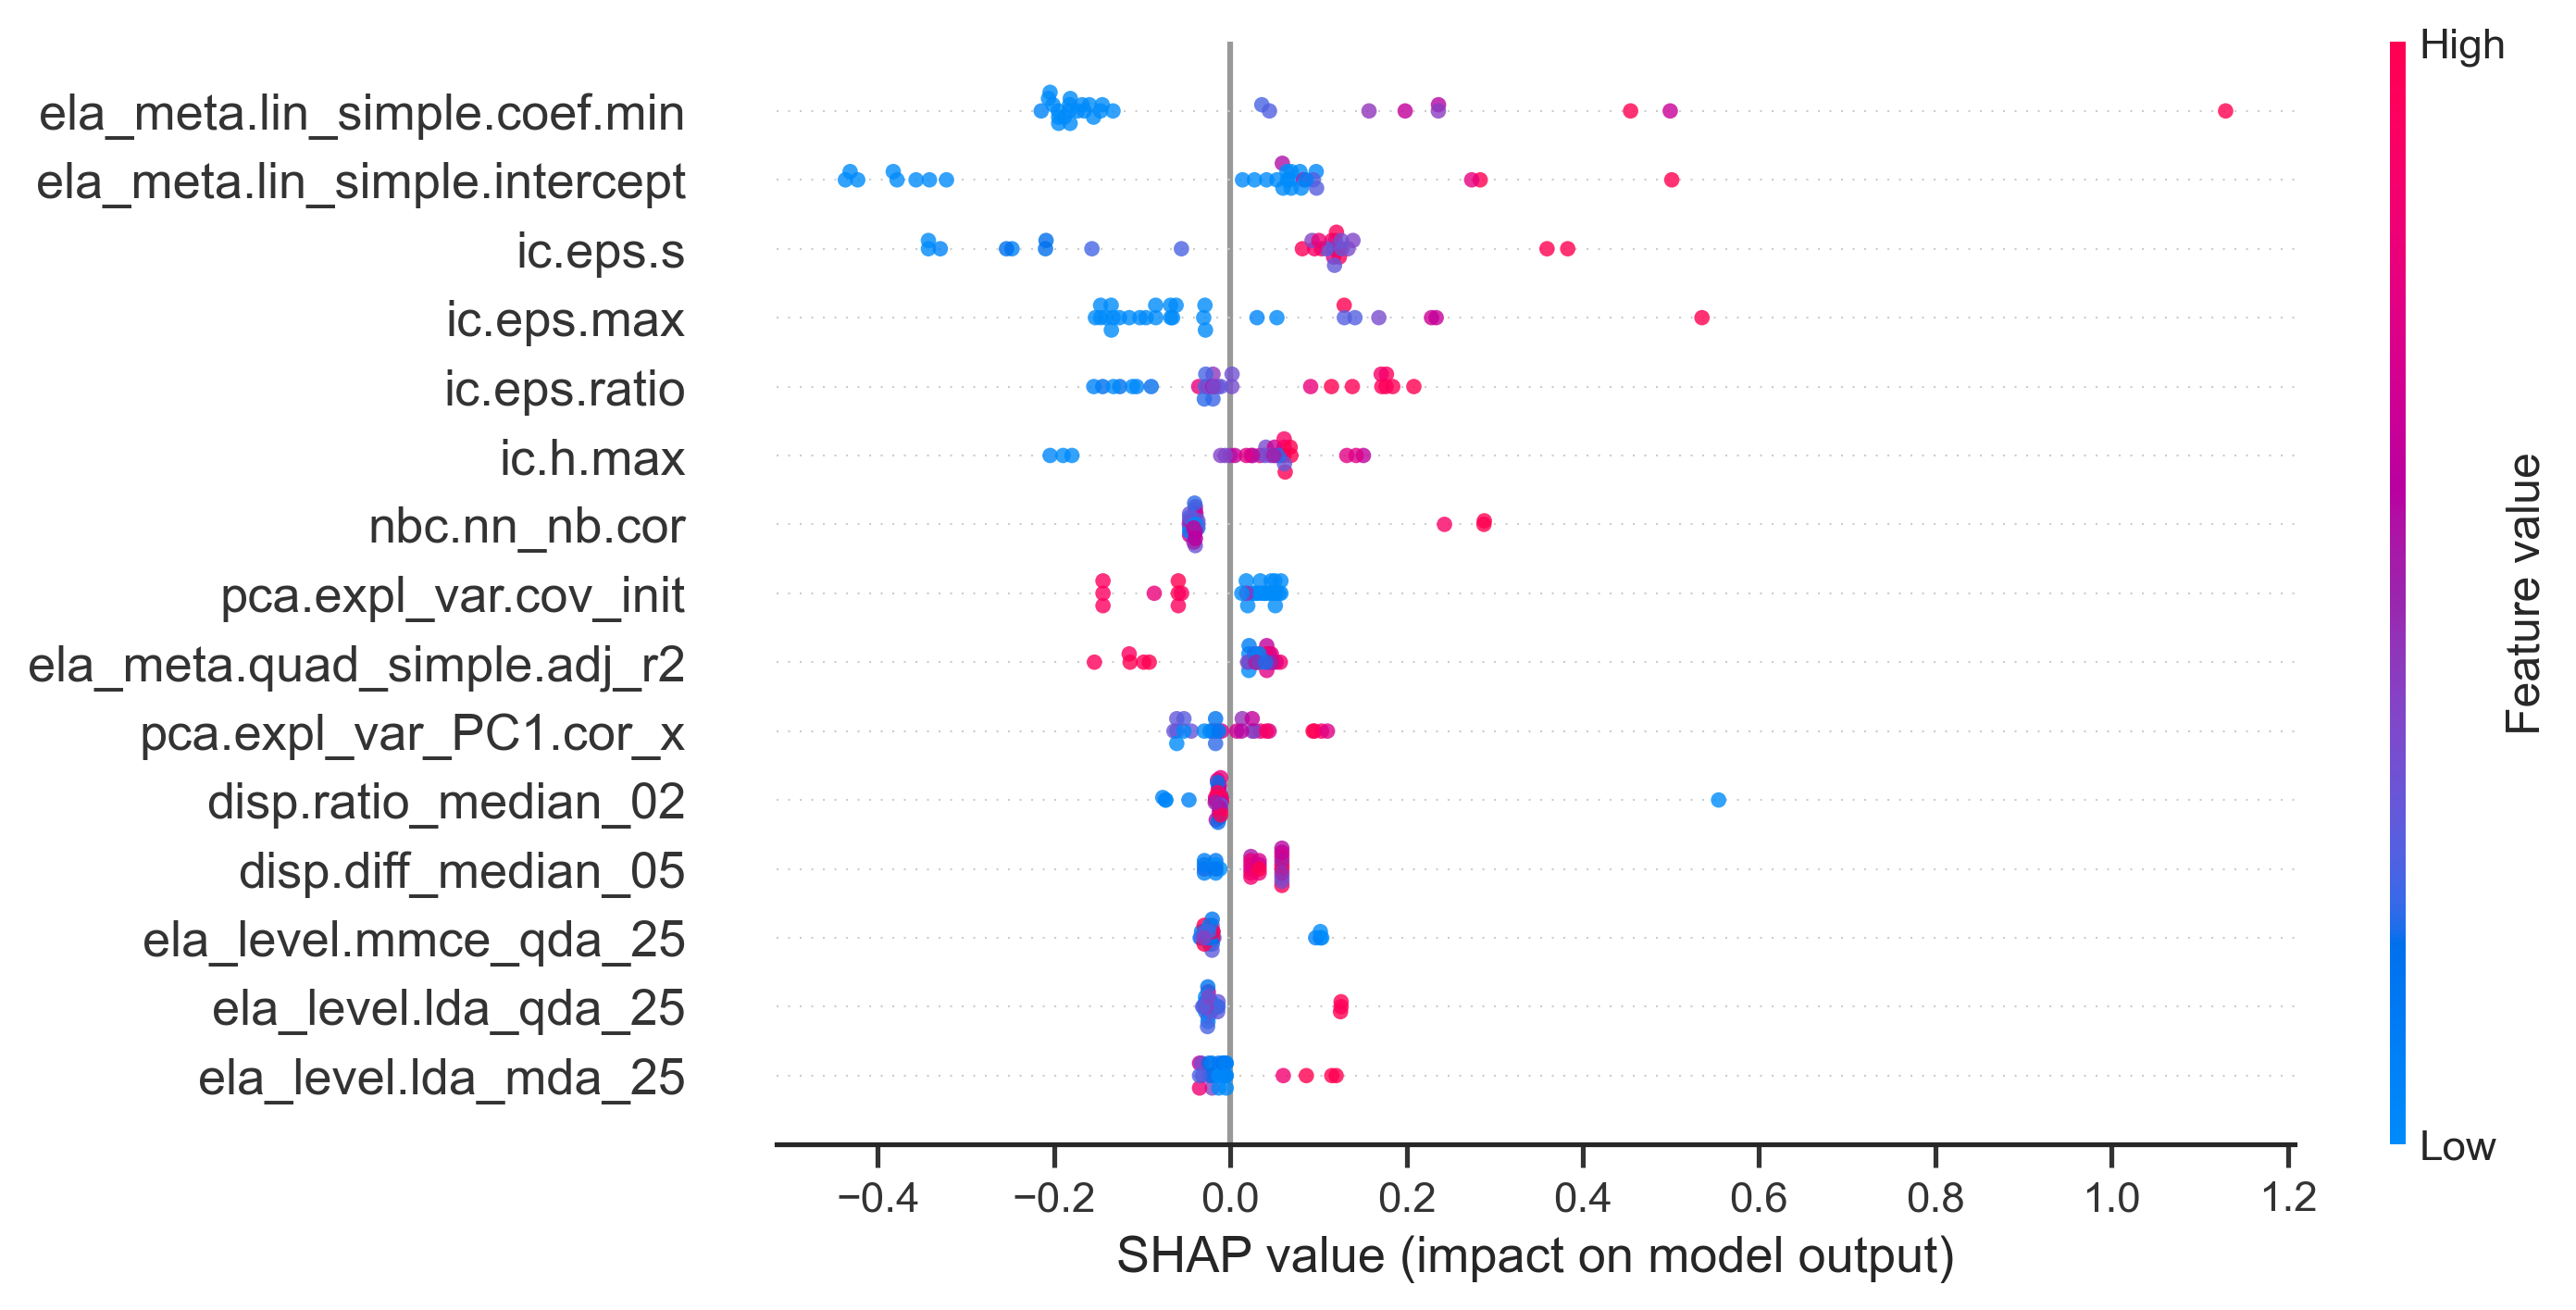 High
ela_meta.lin_simple.coef.min
ela_meta.lin_simple.intercept
ic.eps.s
ic.eps.max
ic.eps.ratio
ic.h.max
nbc.nn_nb.cor
pca.expl_var.cov_init
ela_meta.quad_simple.adj_r2
pca.expl_var_PC1.cor_x
disp.ratio_median_02
disp.diff_median_05
ela_level.mmce_qda_25
ela_level.lda_qda_25
ela_level.lda_mda_25
Feature value
Low
−0.4 −0.2 0.0 0.2 0.4 0.6 0.8 1.0 1.2
SHAP value (impact on model output)